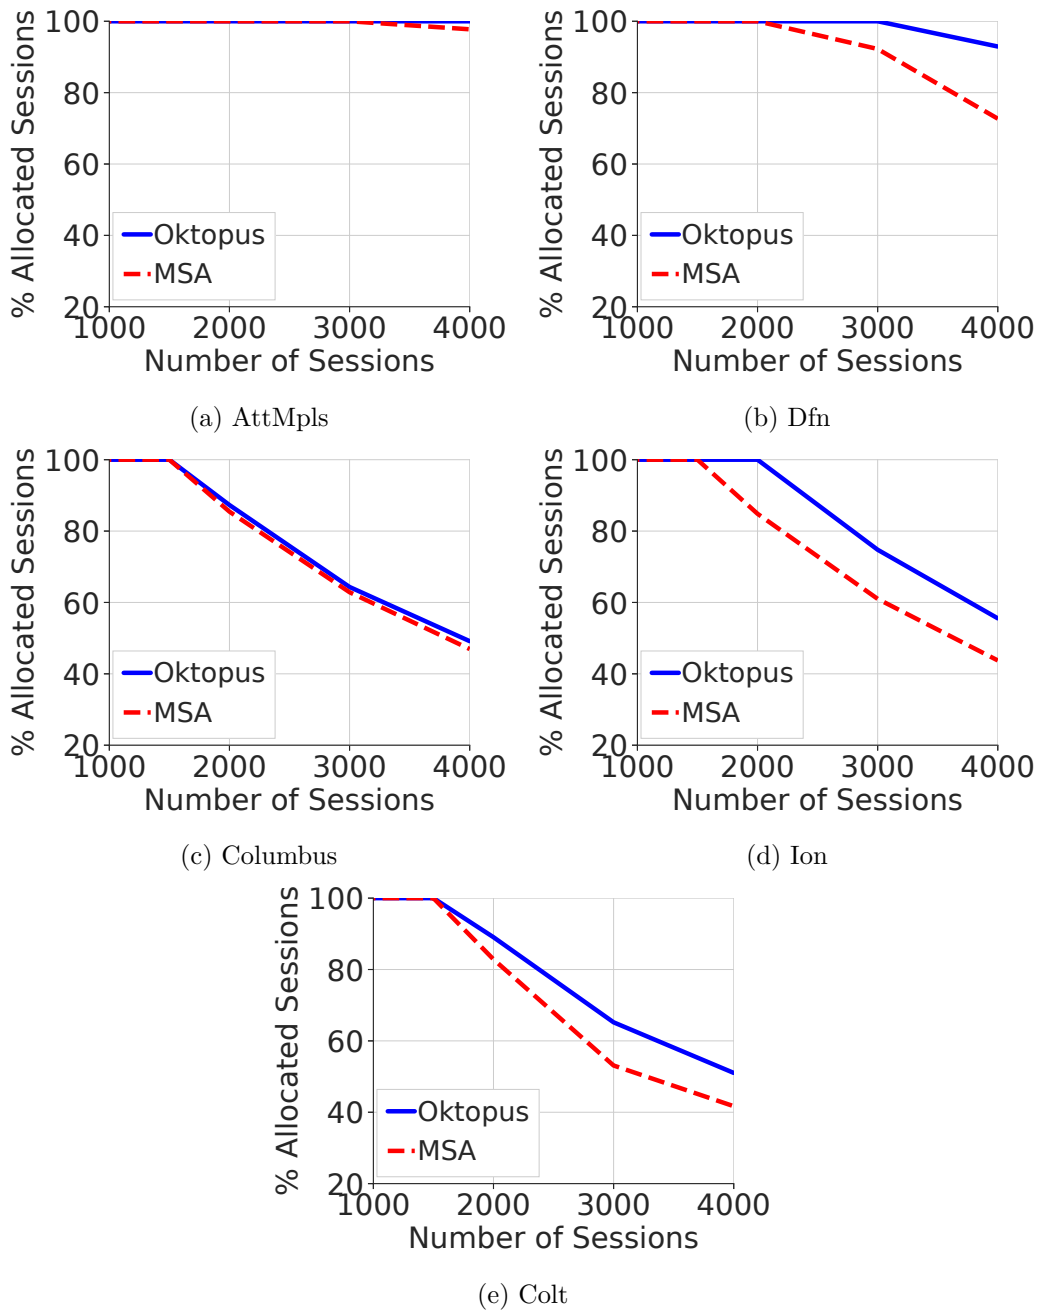 % Allocated Sessions
100
80
60
40
20
Oktopus
MSA
1000 2000 3000 4000
Number of Sessions
(a) AttMpls
% Allocated Sessions
100
80
60
40
20
Oktopus
MSA
1000 2000 3000 4000
Number of Sessions
(b) Dfn
% Allocated Sessions
100
80
60
40
20
Oktopus
MSA
1000 2000 3000 4000
Number of Sessions
(c) Columbus
% Allocated Sessions
100
80
60
40
20
Oktopus
MSA
1000 2000 3000 4000
Number of Sessions
(d) Ion
% Allocated Sessions
100
80
60
40
20
Oktopus
MSA
1000 2000 3000 4000
Number of Sessions
(e) Colt